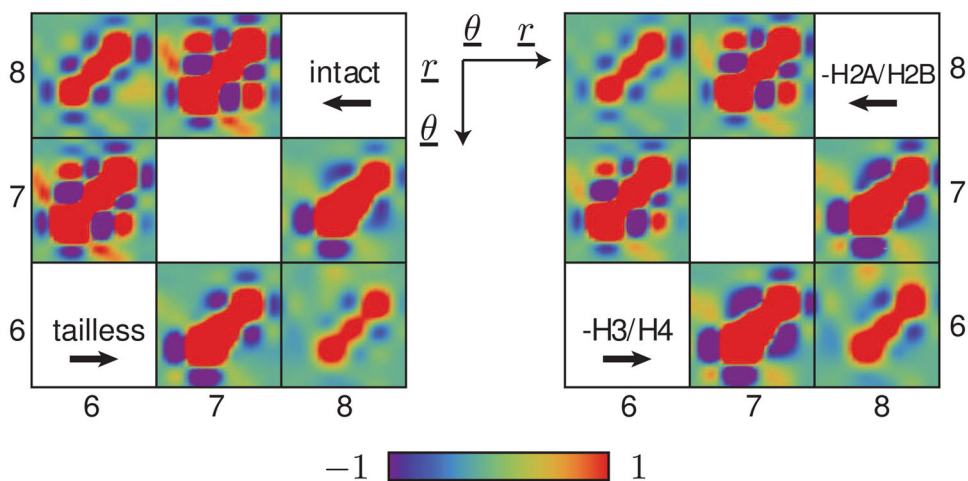 θ r
8 intact r θ -H2A/H2B 8
7 7
6 tailless -H3/H4 6
6 7 8 6 7 8
−1 1